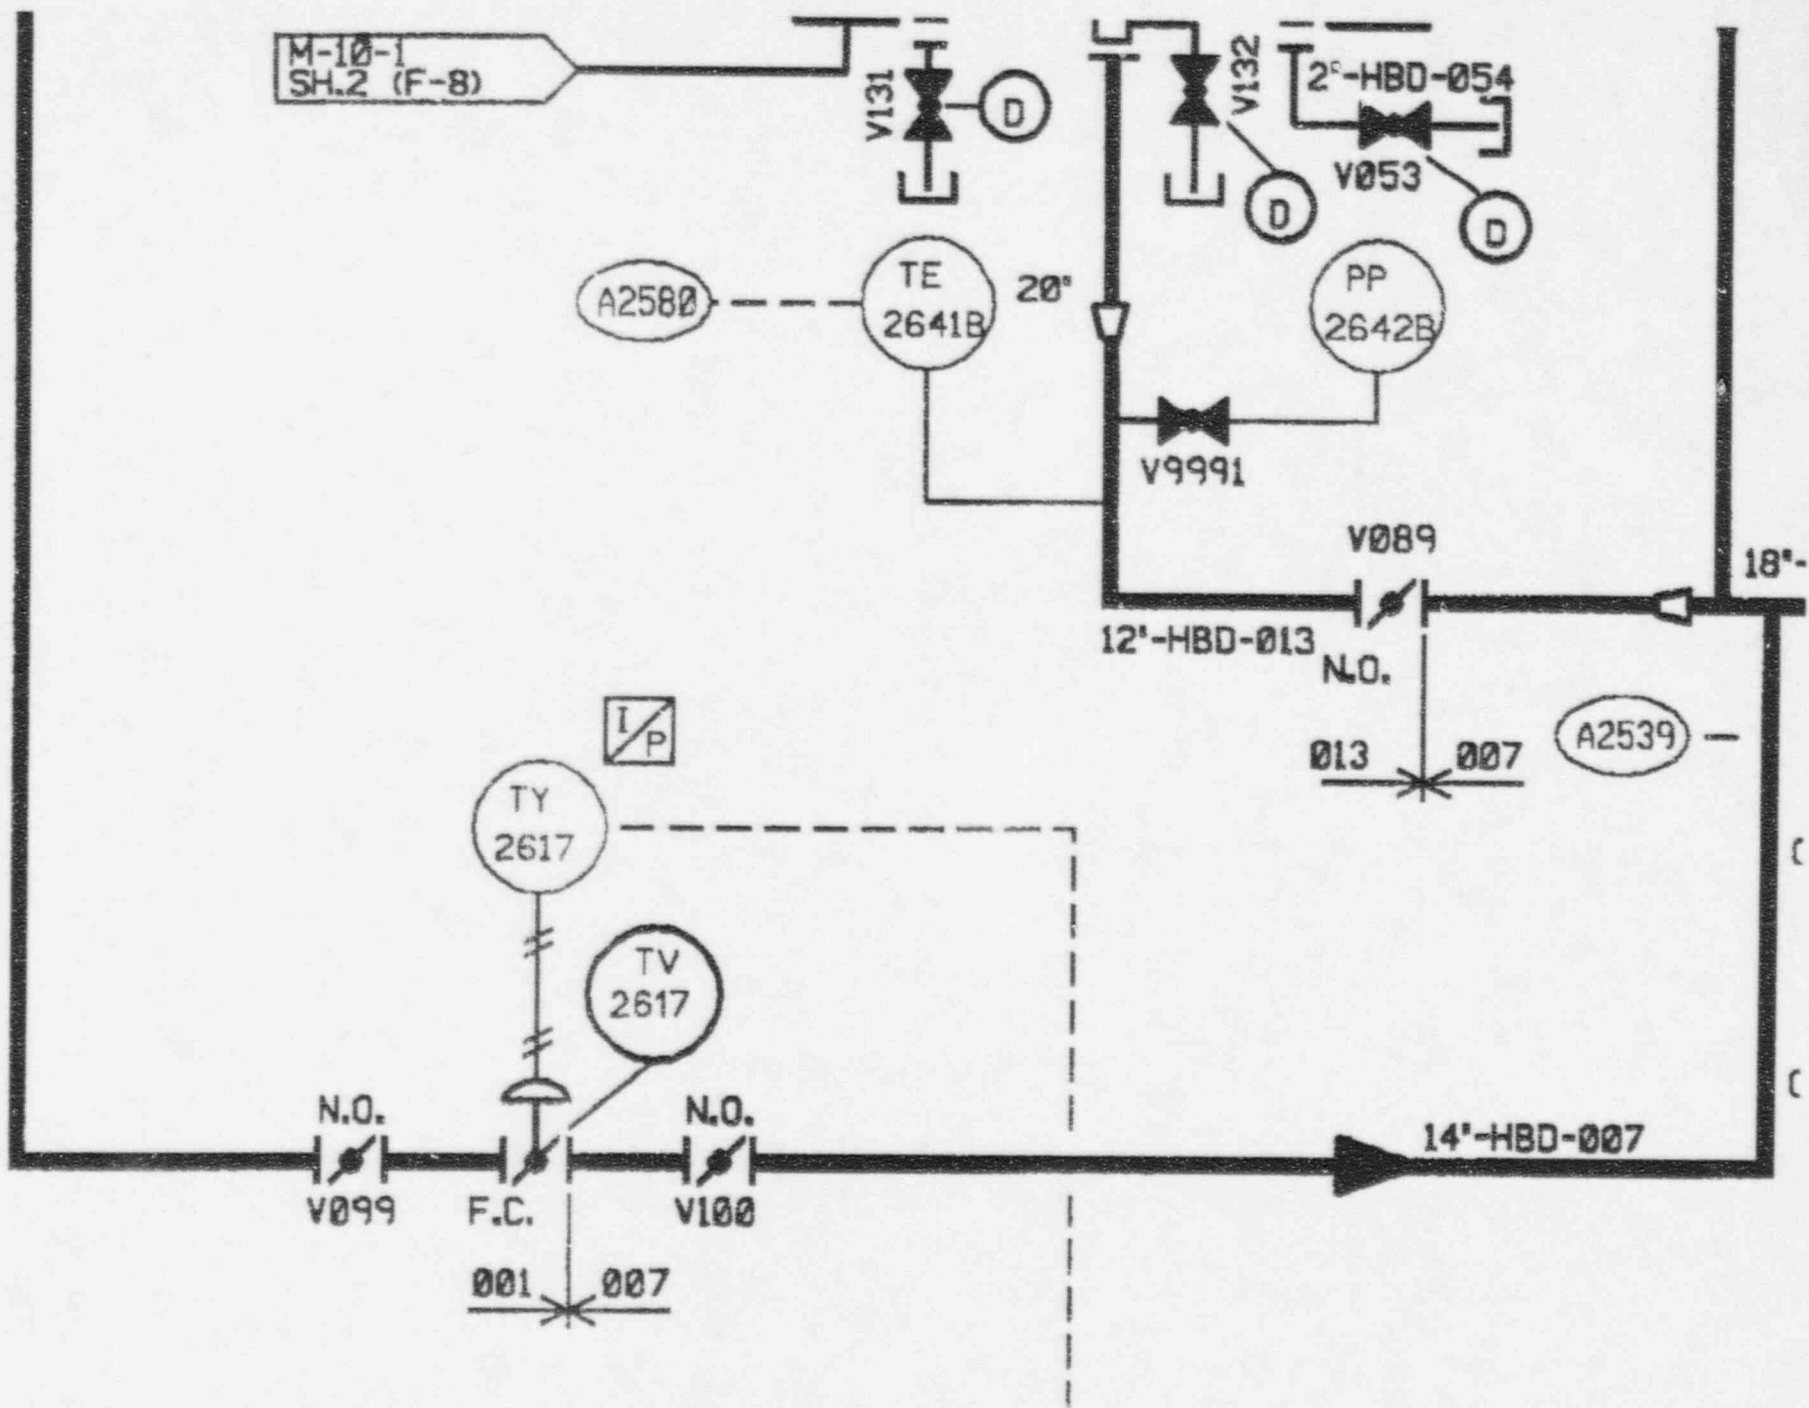 M-10-1
SH.2 (F-8)
V131
D
V132
D
2"-HBD-054
V053
D
A2580
TE
2641B
20"
PP
2642B
V9991
V089
18"-
12"-HBD-013
N.O.
013
007
A2539
I/P
TY
2617
TV
2617
N.O.
N.O.
14"-HBD-007
V099
F.C.
V100
001
007